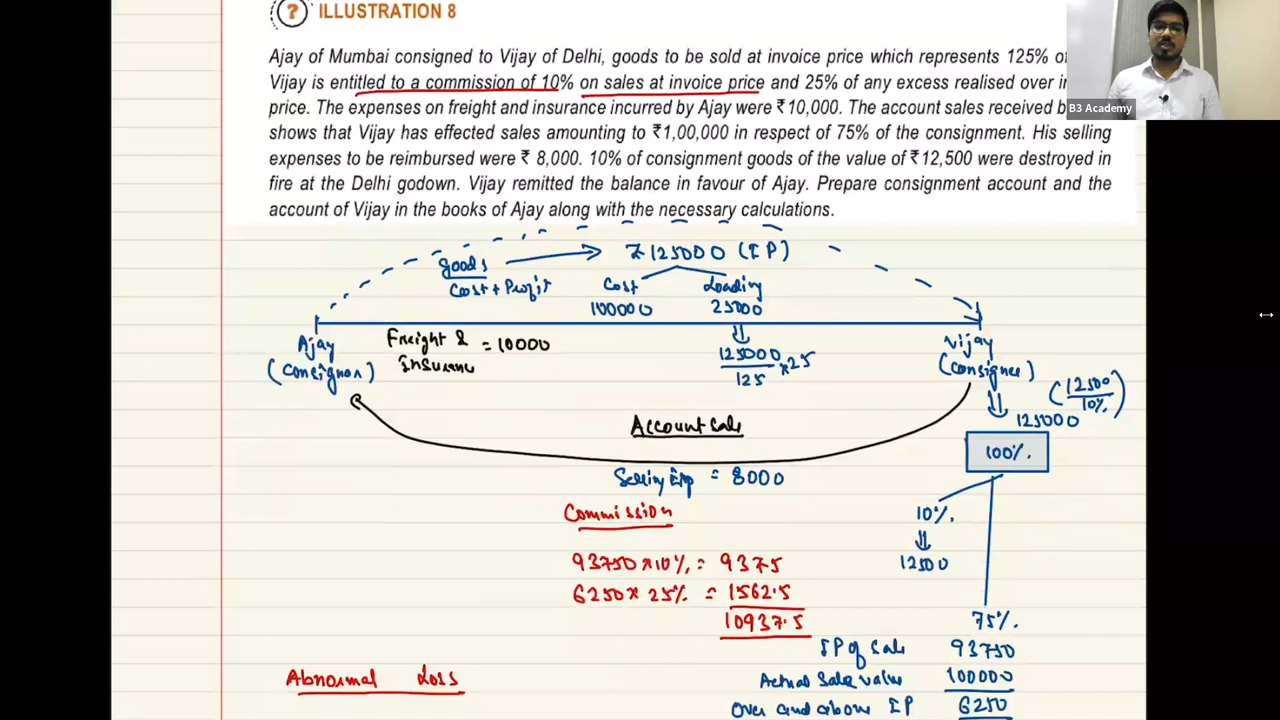 ? ILLUSTRATION 8
Ajay of Mumbai consigned to Vijay of Delhi, goods to be sold at invoice price which represents 125% of
Vijay is entitled to a commission of 10% on sales at invoice price and 25% of any excess realised over in
price. The expenses on freight and insurance incurred by Ajay were ₹10,000. The account sales received b
B3 Academy
shows that Vijay has effected sales amounting to ₹1,00,000 in respect of 75% of the consignment. His selling
expenses to be reimbursed were ₹ 8,000. 10% of consignment goods of the value of ₹12,500 were destroyed in
fire at the Delhi godown. Vijay remitted the balance in favour of Ajay. Prepare consignment account and the
account of Vijay in the books of Ajay along with the necessary calculations.
goods
Cost + Profit
₹125000 (IP)
Cost Loading
100000 25000
125000/125 × 25
Ajay
(Consignor)
Freight &
Insurance = 10000
Vijay
(Consignee)
(12500/10%)
125000
100%.
Account Sale
Selling Exp = 8000
10%.
12500
Commission
93750 × 10% = 9375
6250 × 25% = 1562.5
10937.5
75%.
IP of Sale 93750
Actual Sale value 100000
Over and above IP 6250
Abnormal Loss